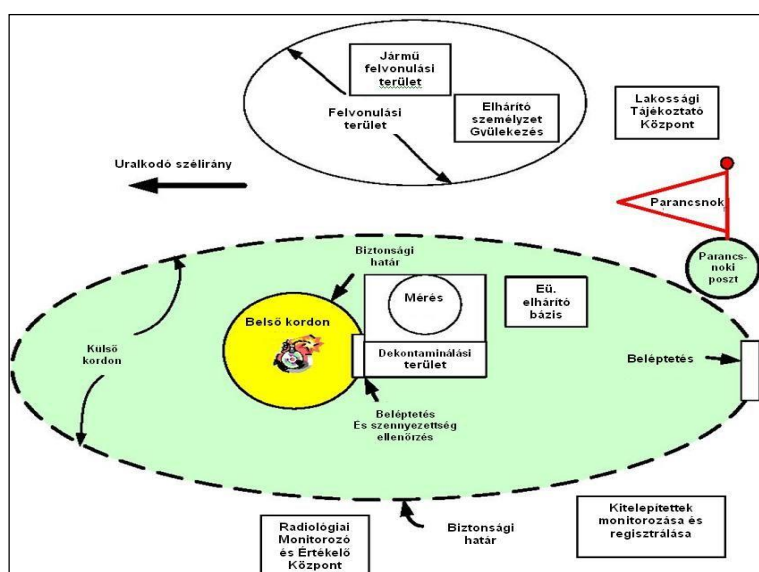 Jármű
felvonulási
terület
Felvonulási
terület
Elhárító
személyzet
Gyülekezés
Lakossági
Tájékoztató
Központ
Uralkodó szélirány
Parancsnok
Parancs-
noki
poszt
Biztonsági
határ
Mérés
Eü.
elhárító
bázis
Belső kordon
Külső
kordon
Dekontaminálási
terület
Beléptetés
Beléptetés
És szennyezettség
ellenőrzés
Radiológiai
Monitorozó
és Értékelő
Központ
Biztonsági
határ
Kitelepítettek
monitorozása és
regisztrálása